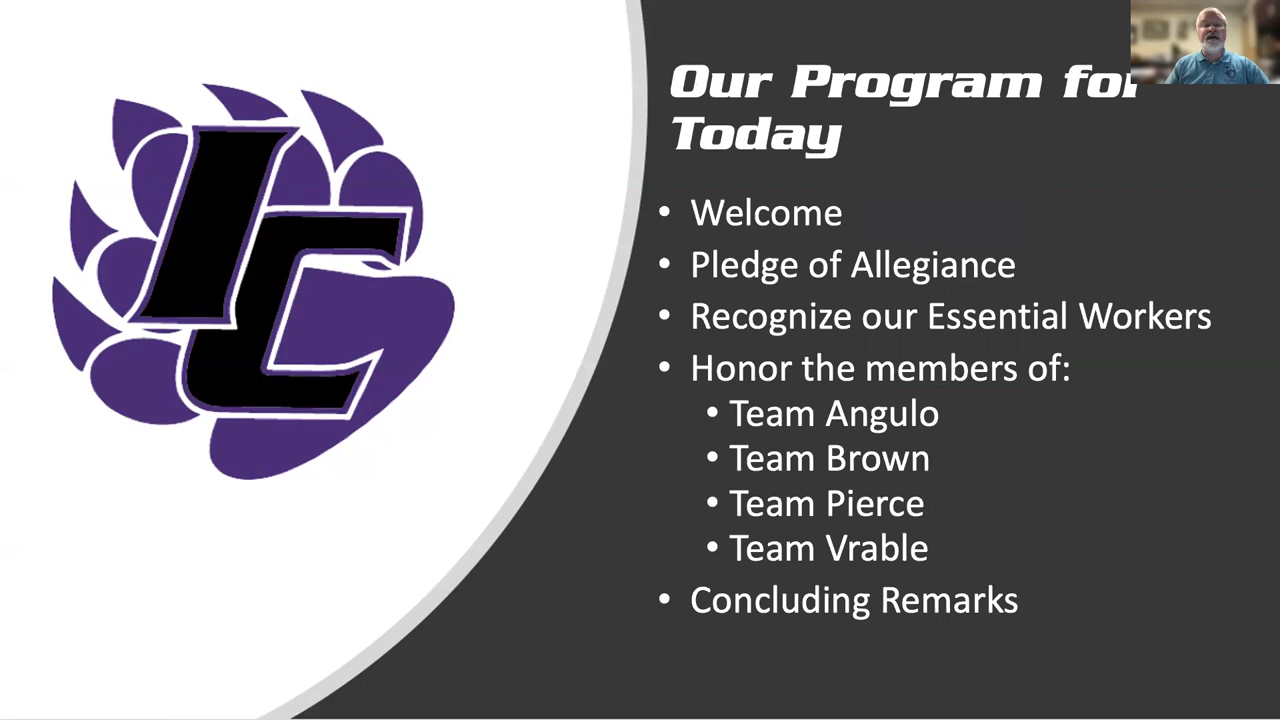 IC
Our Program for
Today
• Welcome
• Pledge of Allegiance
• Recognize our Essential Workers
• Honor the members of:
• Team Angulo
• Team Brown
• Team Pierce
• Team Vrable
• Concluding Remarks